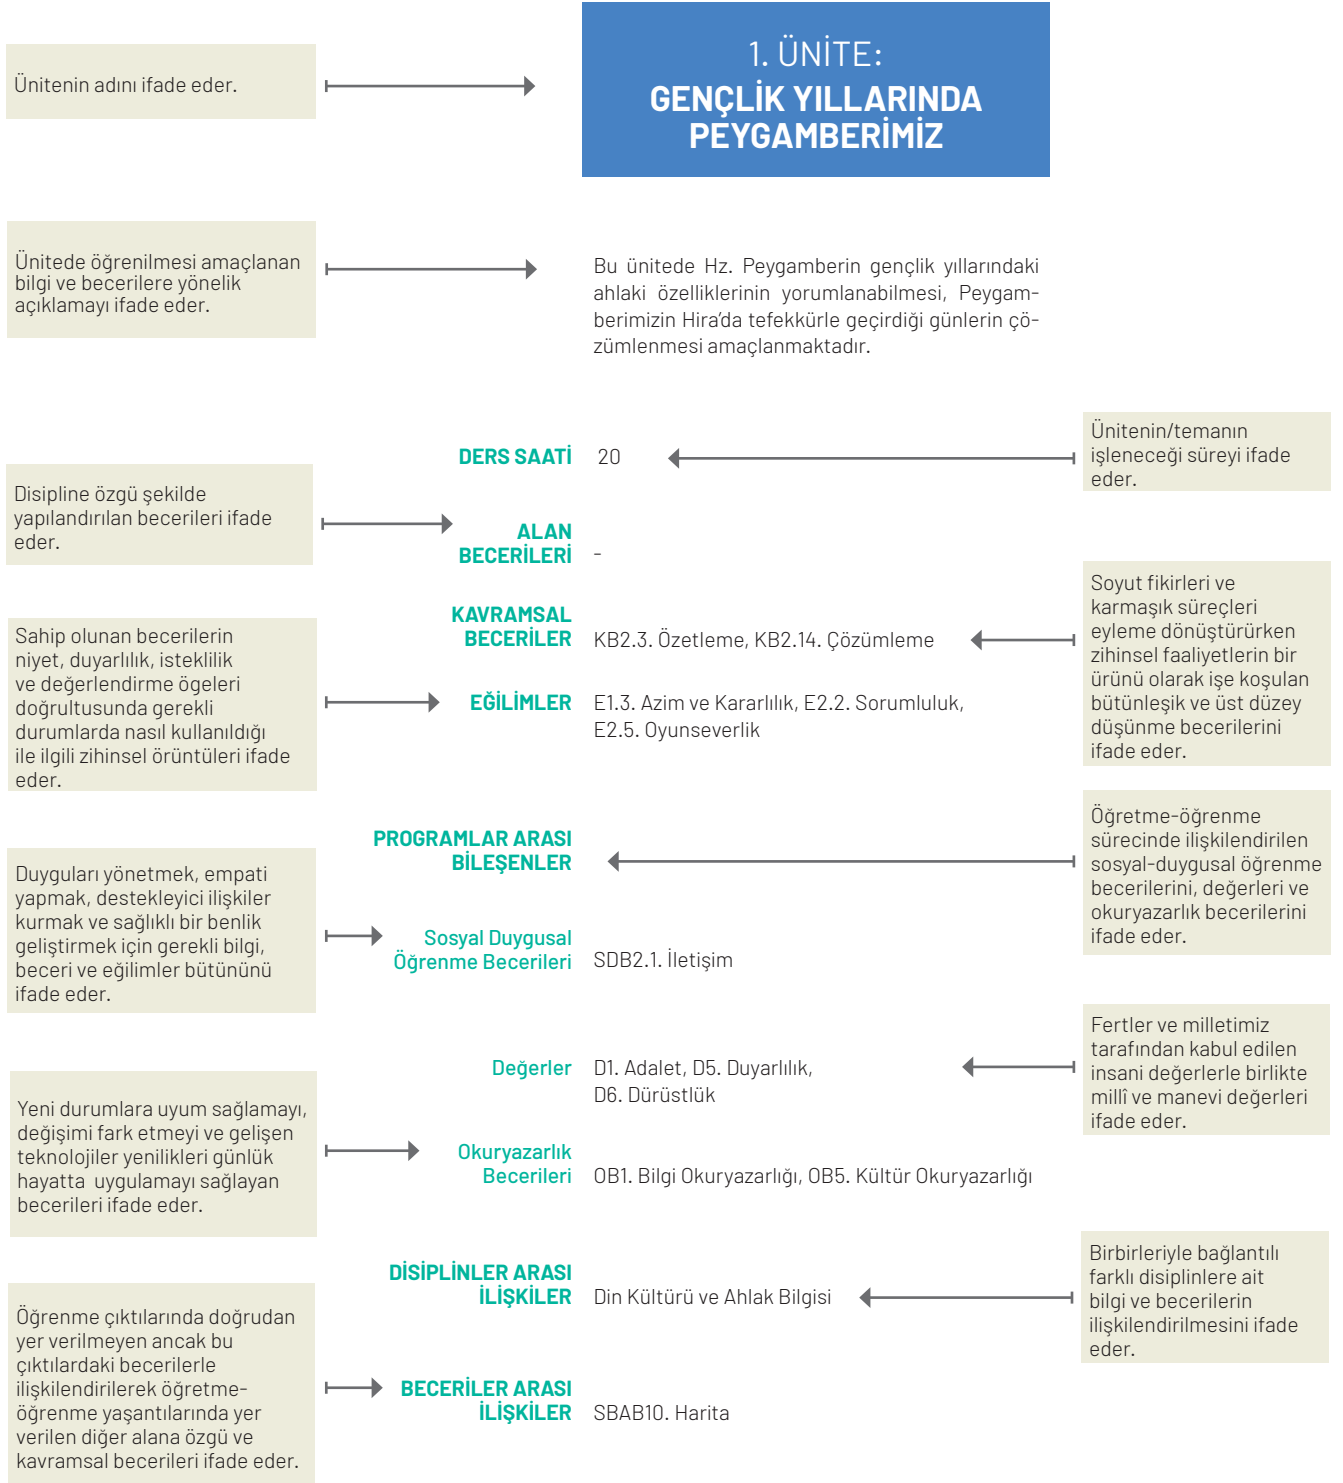 Ünitenin adını ifade eder.
1. ÜNİTE:
GENÇLİK YILLARINDA
PEYGAMBERİMİZ
Ünitede öğrenilmesi amaçlanan
bilgi ve becerilere yönelik
açıklamayı ifade eder.
Bu ünitede Hz. Peygamberin gençlik yıllarındaki
ahlaki özelliklerinin yorumlanabilmesi, Peygam-
berimizin Hira’da tefekkürle geçirdiği günlerin çö-
zümlenmesi amaçlanmaktadır.
DERS SAATİ 20
Ünitenin/temanın
işleneceği süreyi ifade
eder.
Disipline özgü şekilde
yapılandırılan becerileri ifade
eder.
ALAN
BECERİLERİ -
KAVRAMSAL
BECERİLER KB2.3. Özetleme, KB2.14. Çözümleme
Soyut fikirleri ve
karmaşık süreçleri
eyleme dönüştürürken
zihinsel faaliyetlerin bir
ürünü olarak işe koşulan
bütünleşik ve üst düzey
düşünme becerilerini
ifade eder.
Sahip olunan becerilerin
niyet, duyarlılık, isteklilik
ve değerlendirme ögeleri
doğrultusunda gerekli
durumlarda nasıl kullanıldığı
ile ilgili zihinsel örüntüleri ifade
eder.
EĞİLİMLER E1.3. Azim ve Kararlılık, E2.2. Sorumluluk,
E2.5. Oyunseverlik
PROGRAMLAR ARASI
BİLEŞENLER
Öğretme-öğrenme
sürecinde ilişkilendirilen
sosyal-duygusal öğrenme
becerilerini, değerleri ve
okuryazarlık becerilerini
ifade eder.
Duyguları yönetmek, empati
yapmak, destekleyici ilişkiler
kurmak ve sağlıklı bir benlik
geliştirmek için gerekli bilgi,
beceri ve eğilimler bütününü
ifade eder.
Sosyal Duygusal
Öğrenme Becerileri SDB2.1. İletişim
Değerler D1. Adalet, D5. Duyarlılık,
D6. Dürüstlük
Fertler ve milletimiz
tarafından kabul edilen
insani değerlerle birlikte
millî ve manevi değerleri
ifade eder.
Yeni durumlara uyum sağlamayı,
değişimi fark etmeyi ve gelişen
teknolojiler yenilikleri günlük
hayatta uygulamayı sağlayan
becerileri ifade eder.
Okuryazarlık
Becerileri OB1. Bilgi Okuryazarlığı, OB5. Kültür Okuryazarlığı
DİSİPLİNLER ARASI
İLİŞKİLER Din Kültürü ve Ahlak Bilgisi
Birbirleriyle bağlantılı
farklı disiplinlere ait
bilgi ve becerilerin
ilişkilendirilmesini ifade
eder.
Öğrenme çıktılarında doğrudan
yer verilmeyen ancak bu
çıktılardaki becerilerle
ilişkilendirilerek öğretme-
öğrenme yaşantılarında yer
verilen diğer alana özgü ve
kavramsal becerileri ifade eder.
BECERİLER ARASI
İLİŞKİLER SBAB10. Harita